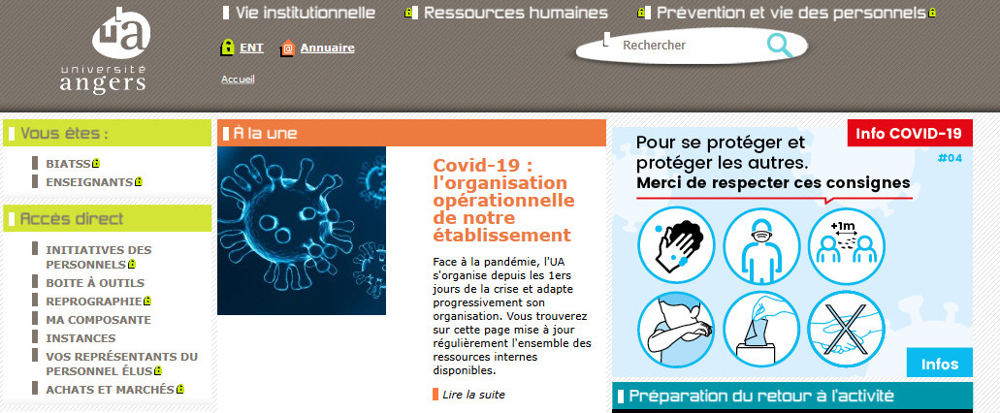 Vie institutionnelle
Ressources humaines
Prévention et vie des personnels
ua
université
angers
ENT
Annuaire
Rechercher
Accueil
Vous êtes :
BIATSS
ENSEIGNANTS
Accès direct
INITIATIVES DES
PERSONNELS
BOITE À OUTILS
REPROGRAPHIE
MA COMPOSANTE
INSTANCES
VOS REPRÉSENTANTS DU
PERSONNEL ÉLUS
ACHATS ET MARCHÉS
À la une
Covid-19 :
l'organisation
opérationnelle
de notre
établissement
Face à la pandémie, l'UA
s'organise depuis les 1ers
jours de la crise et adapte
progressivement son
organisation. Vous trouverez
sur cette page mise à jour
régulièrement l'ensemble des
ressources internes
disponibles.
Lire la suite
Info COVID-19
#04
Pour se protéger et
protéger les autres.
Merci de respecter ces consignes
+1m
Infos
Préparation du retour à l'activité